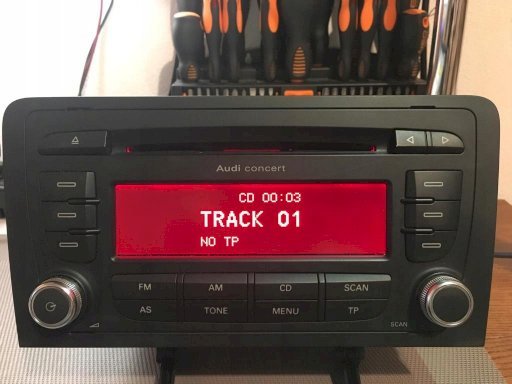 Audi concert
CD 00:03
TRACK 01
NO TP
FM AM CD SCAN
AS TONE MENU TP
SCAN